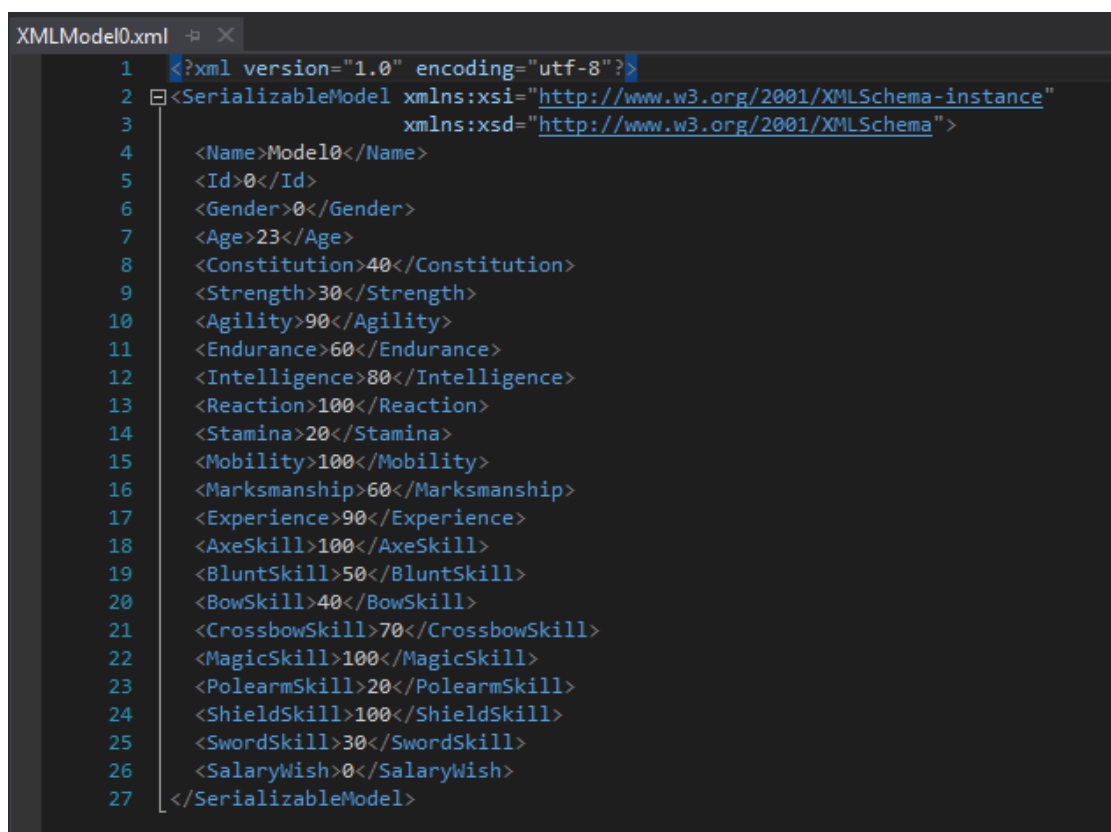 XMLModel0.xml
1 <?xml version="1.0" encoding="utf-8"?>
2 <SerializableModel xmlns:xsi="http://www.w3.org/2001/XMLSchema-instance"
3 xmlns:xsd="http://www.w3.org/2001/XMLSchema">
4 <Name>Model0</Name>
5 <Id>0</Id>
6 <Gender>0</Gender>
7 <Age>23</Age>
8 <Constitution>40</Constitution>
9 <Strength>30</Strength>
10 <Agility>90</Agility>
11 <Endurance>60</Endurance>
12 <Intelligence>80</Intelligence>
13 <Reaction>100</Reaction>
14 <Stamina>20</Stamina>
15 <Mobility>100</Mobility>
16 <Marksmanship>60</Marksmanship>
17 <Experience>90</Experience>
18 <AxeSkill>100</AxeSkill>
19 <BluntSkill>50</BluntSkill>
20 <BowSkill>40</BowSkill>
21 <CrossbowSkill>70</CrossbowSkill>
22 <MagicSkill>100</MagicSkill>
23 <PolearmSkill>20</PolearmSkill>
24 <ShieldSkill>100</ShieldSkill>
25 <SwordSkill>30</SwordSkill>
26 <SalaryWish>0</SalaryWish>
27 </SerializableModel>